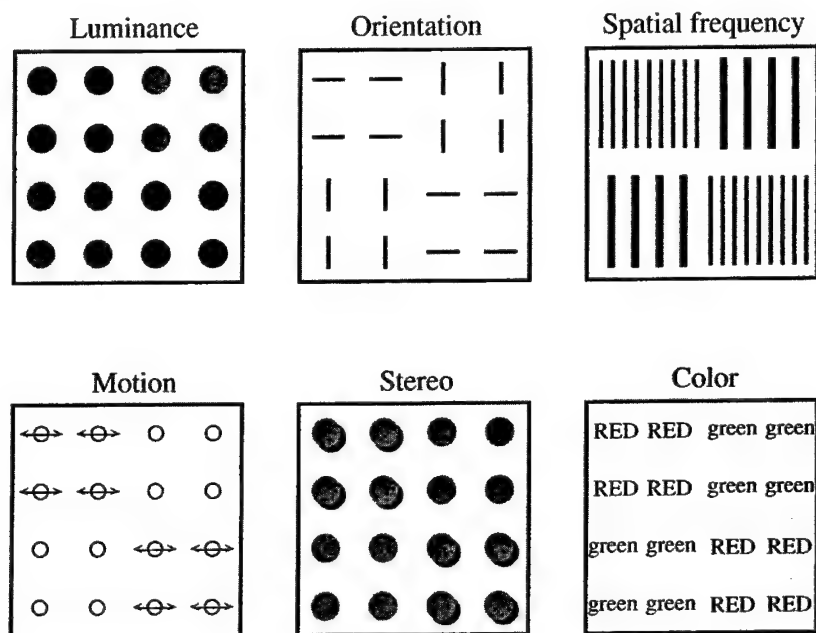 Luminance
Orientation
Spatial frequency
Motion
Stereo
Color
RED RED green green
RED RED green green
green green RED RED
green green RED RED